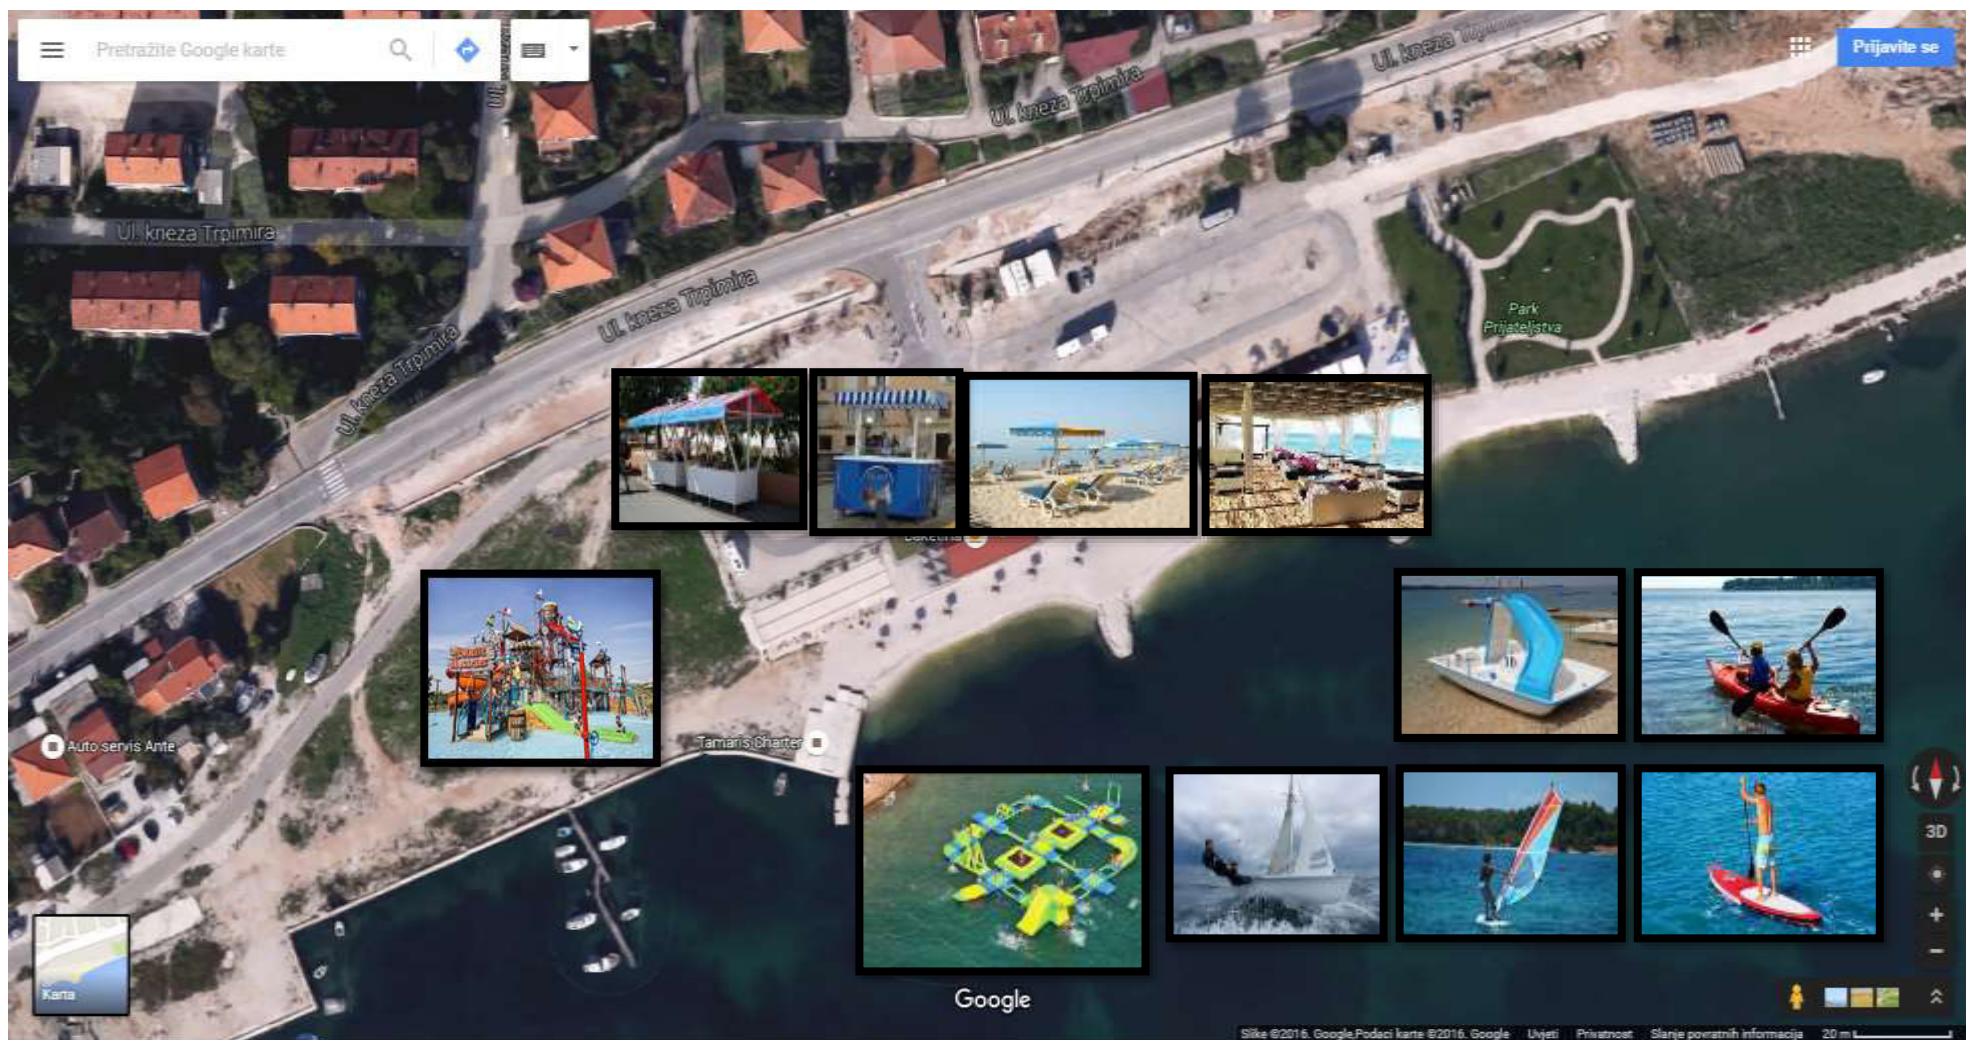 Pretražite Google karte
Prijavite se
Ul. kneza Trpimira
Ul. kneza Trpimira
Ul. kneza Trpimira
Ul. kneza Trpimira
Ul. kneza Trpimira
Park
Prijateljstva
Auto servis Ante
Tamaris Charter
3D
Karta
Google
Slike ©2016. Google,Podaci karte ©2016. Google Uvjeti Privatnost Slanje povratnih informacija 20 m